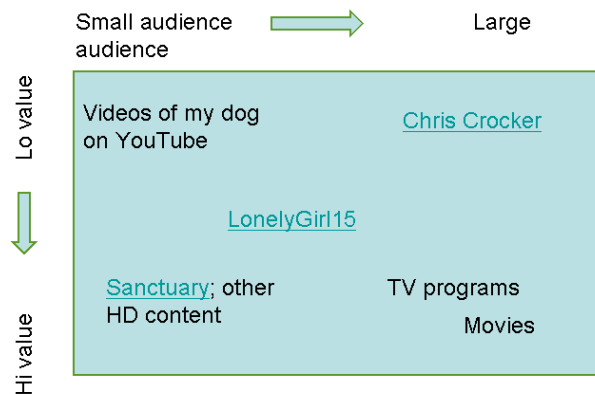 Small audience Large
audience
Lo value
Videos of my dog
on YouTube
Chris Crocker
LonelyGirl15
Sanctuary; other
HD content
TV programs
Movies
Hi value